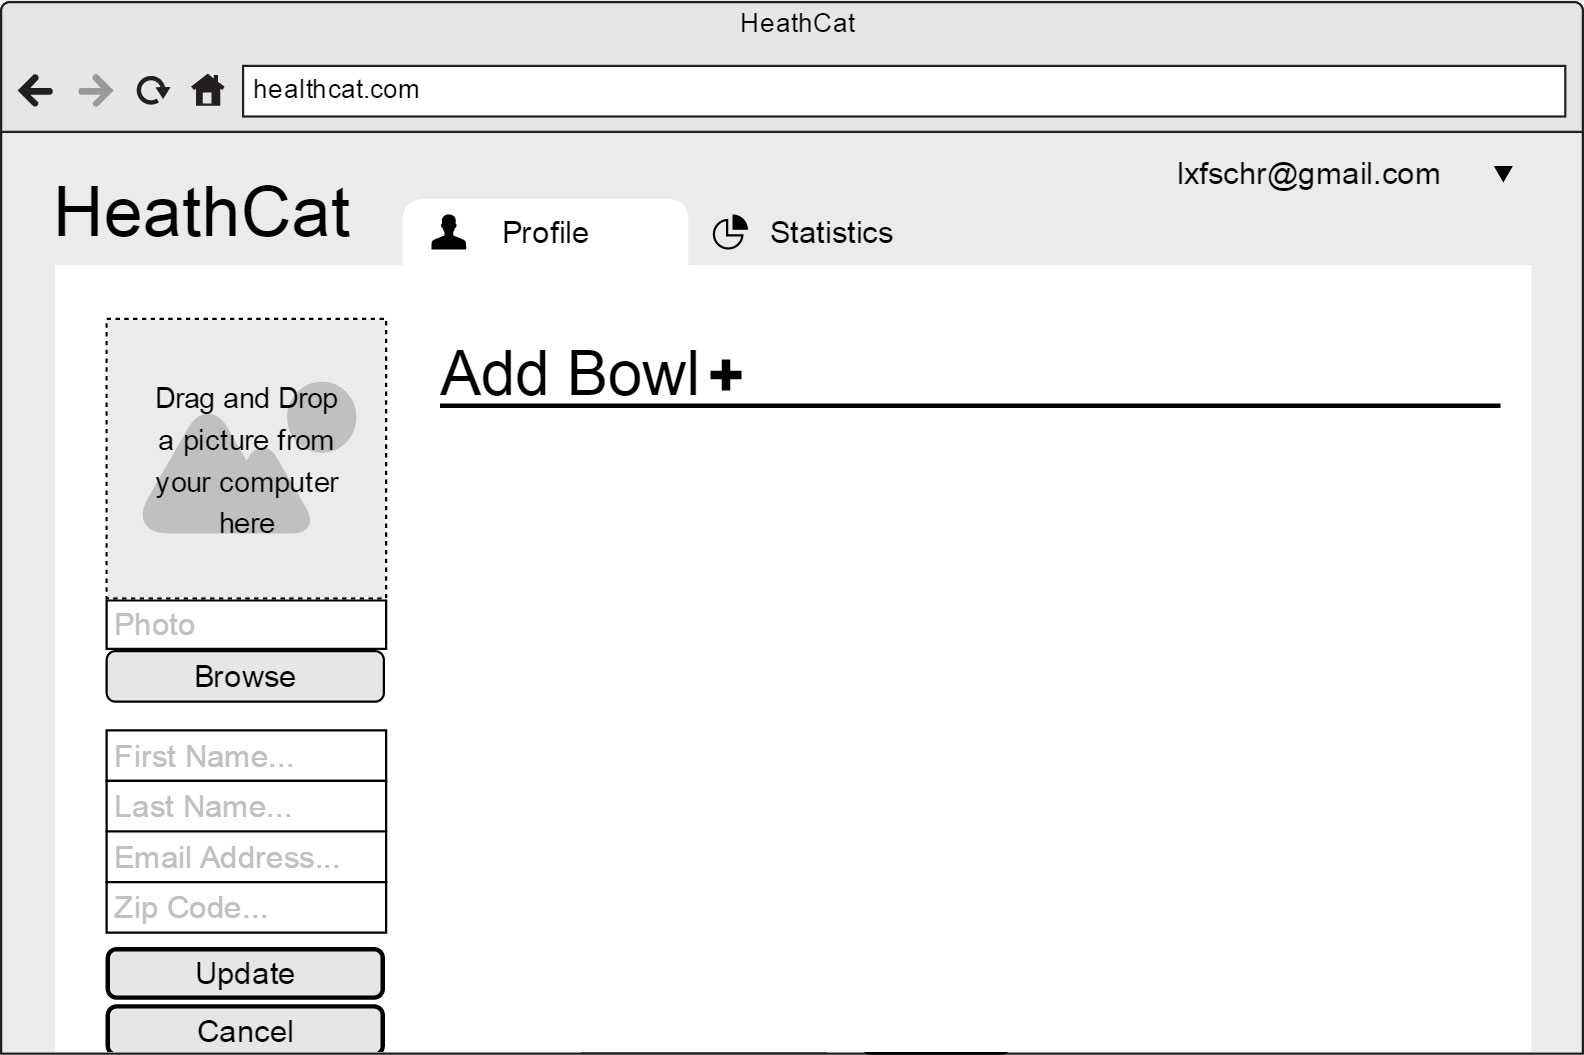 HeathCat
healthcat.com
lxfschr@gmail.com
HeathCat
Profile
Statistics
Drag and Drop
a picture from
your computer
here
Add Bowl
Photo
Browse
First Name...
Last Name...
Email Address...
Zip Code...
Update
Cancel